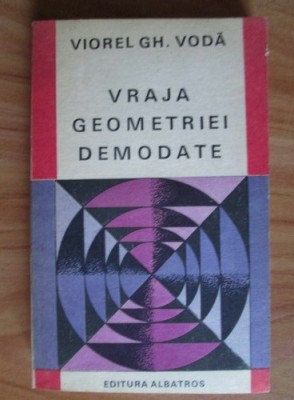 VIOREL GH. VODĂ
VRAJA
GEOMETRIEI
DEMODATE
EDITURA ALBATROS